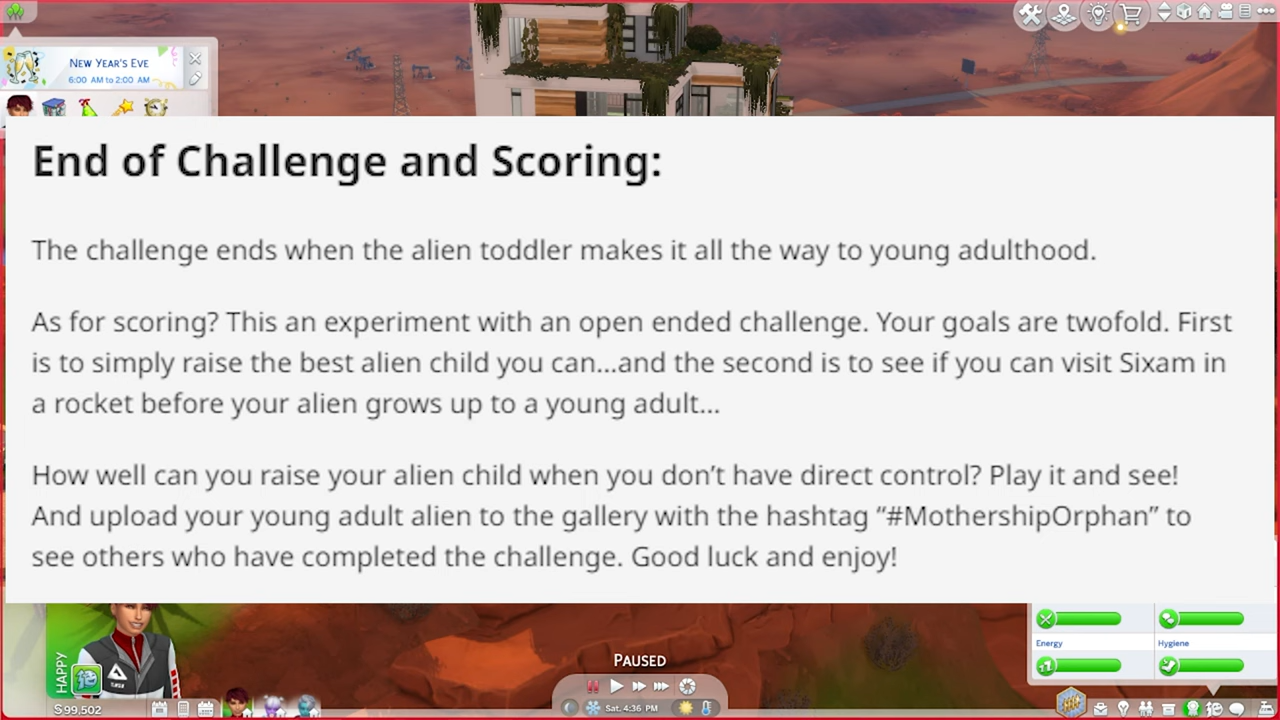 NEW YEAR'S EVE
6:00 AM to 2:00 AM
End of Challenge and Scoring:
The challenge ends when the alien toddler makes it all the way to young adulthood.
As for scoring? This an experiment with an open ended challenge. Your goals are twofold. First
is to simply raise the best alien child you can...and the second is to see if you can visit Sixam in
a rocket before your alien grows up to a young adult...
How well can you raise your alien child when you don't have direct control? Play it and see!
And upload your young adult alien to the gallery with the hashtag “#MothershipOrphan” to
see others who have completed the challenge. Good luck and enjoy!
HAPPY
Energy
Hygiene
PAUSED
§99,502
Sat. 4:36 PM